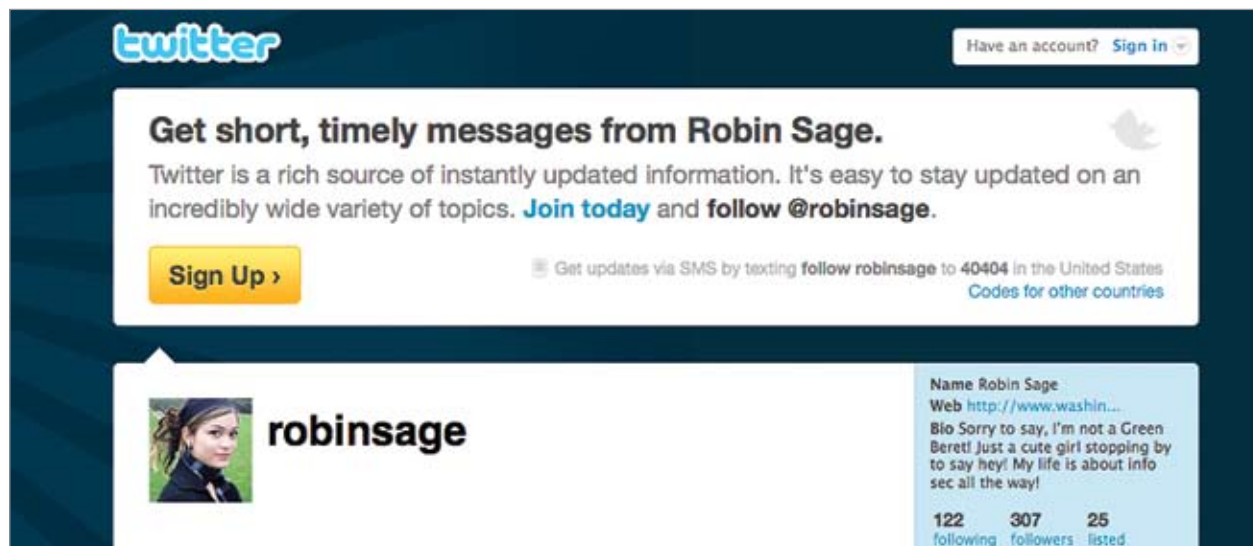 twitter
Have an account? Sign in
Get short, timely messages from Robin Sage.
Twitter is a rich source of instantly updated information. It's easy to stay updated on an
incredibly wide variety of topics. Join today and follow @robinsage.
Sign Up ›
Get updates via SMS by texting follow robinsage to 40404 in the United States
Codes for other countries
robinsage
Name Robin Sage
Web http://www.washin...
Bio Sorry to say, I'm not a Green
Beret! Just a cute girl stopping by
to say hey! My life is about info
sec all the way!
122 307 25
following followers listed